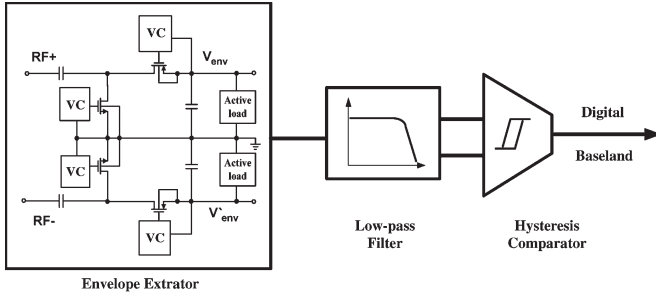 VC
RF+
V_env
VC
Active
load
VC
Active
load
RF-
VC
V`_env
Envelope Extrator
Low-pass
Filter
Hysteresis
Comparator
Digital
Baseland